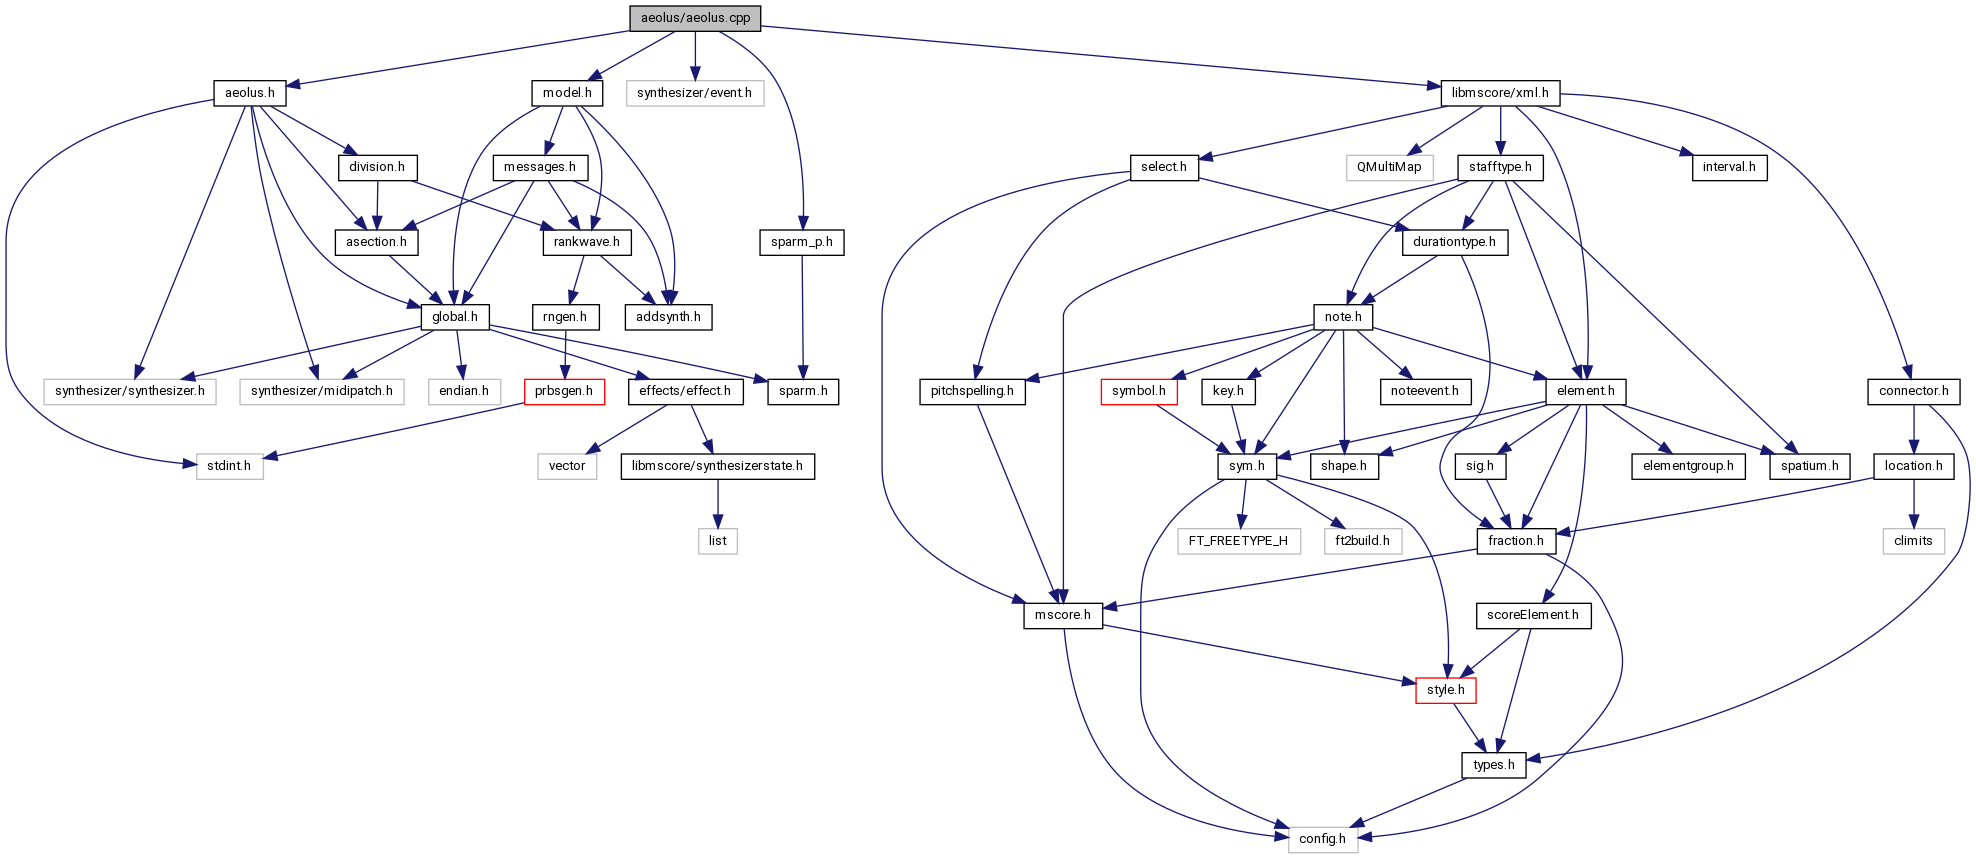 aeolus/aeolus.cpp
aeolus.h
model.h
synthesizer/event.h
libmscore/xml.h
division.h
messages.h
select.h
QMultiMap
stafftype.h
interval.h
asection.h
rankwave.h
sparm_p.h
durationtype.h
global.h
rngen.h
addsynth.h
note.h
synthesizer/synthesizer.h
synthesizer/midipatch.h
endian.h
prbsgen.h
effects/effect.h
sparm.h
pitchspelling.h
symbol.h
key.h
noteevent.h
element.h
connector.h
stdint.h
vector
libmscore/synthesizerstate.h
sym.h
shape.h
sig.h
elementgroup.h
spatium.h
location.h
list
FT_FREETYPE_H
ft2build.h
fraction.h
climits
mscore.h
scoreElement.h
style.h
types.h
config.h